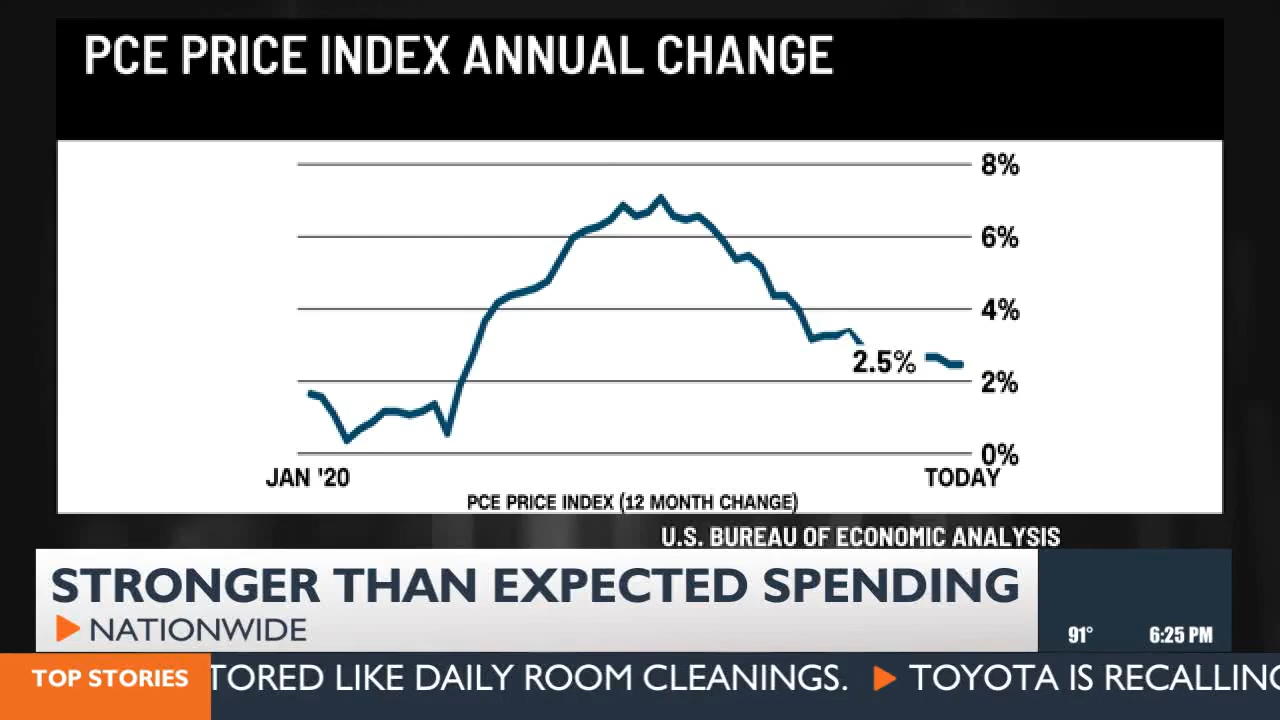 PCE PRICE INDEX ANNUAL CHANGE
8%
6%
4%
2.5%
2%
0%
JAN '20
TODAY
PCE PRICE INDEX (12 MONTH CHANGE)
U.S. BUREAU OF ECONOMIC ANALYSIS
STRONGER THAN EXPECTED SPENDING
NATIONWIDE
91° 6:25 PM
TOP STORIES TORED LIKE DAILY ROOM CLEANINGS. TOYOTA IS RECALLING